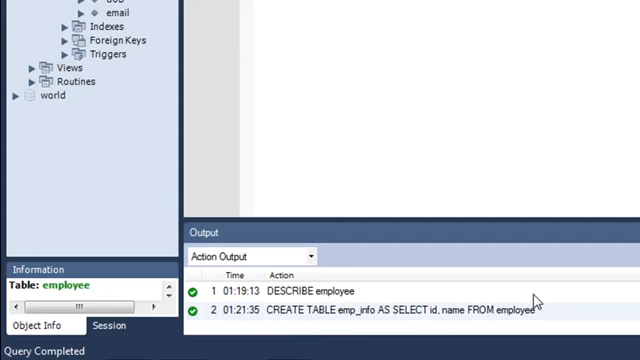 email
Indexes
Foreign Keys
Triggers
Views
Routines
world
Output
Action Output
Time Action
1 01:19:13 DESCRIBE employee
2 01:21:35 CREATE TABLE emp_info AS SELECT id, name FROM employee
Information
Table: employee
Object Info Session
Query Completed